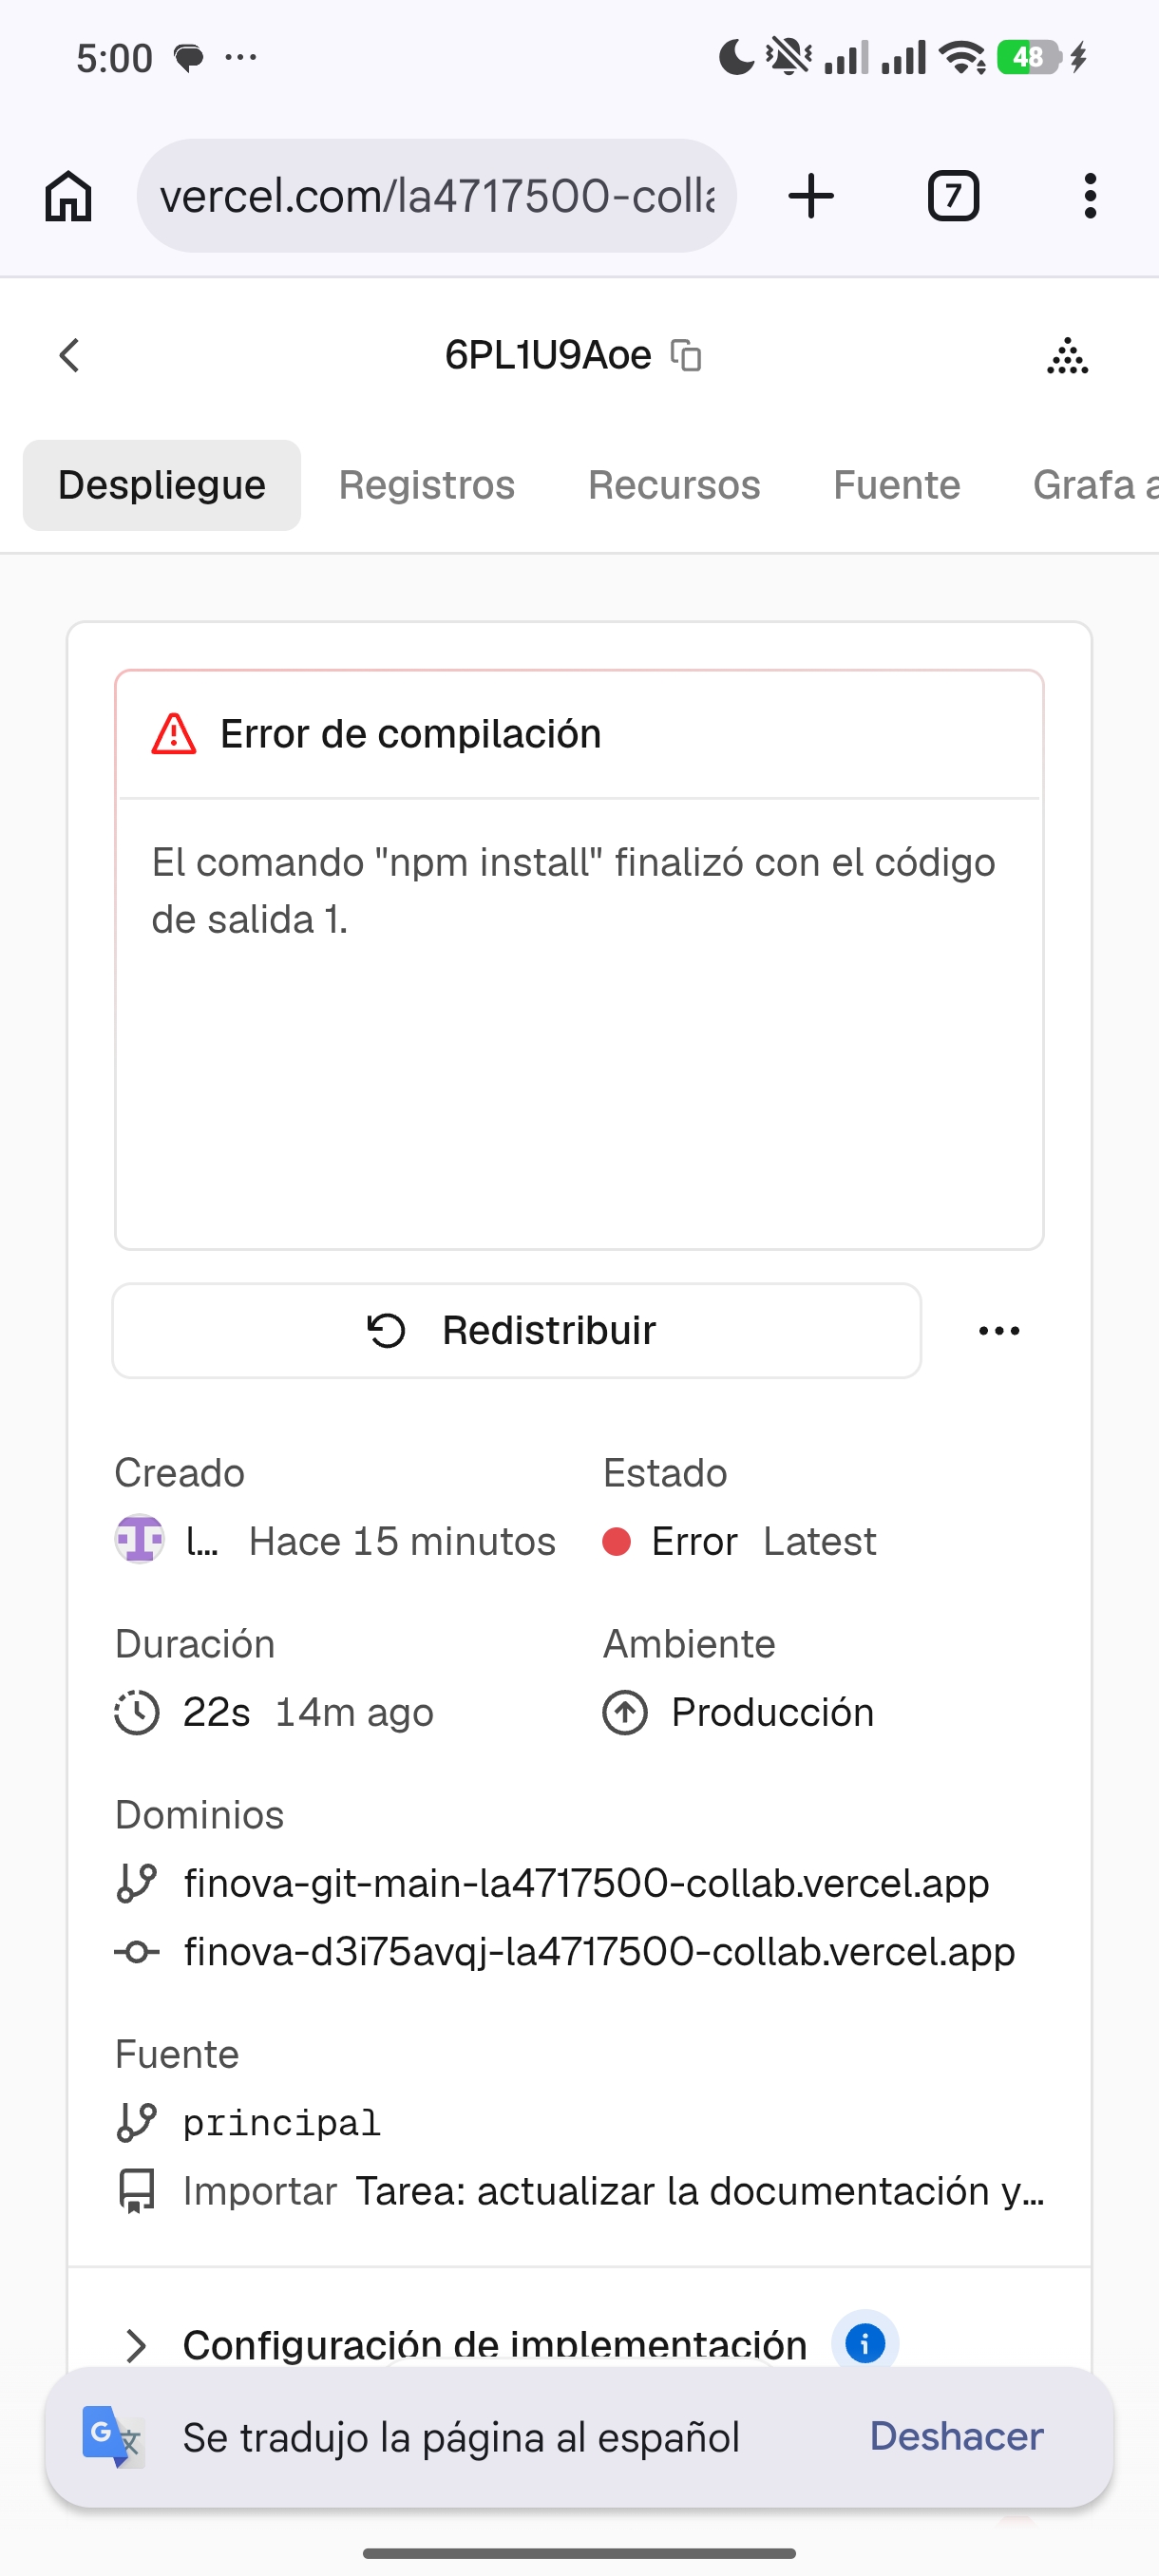 5:00
48
vercel.com/la4717500-colla
7
6PL1U9Aoe
Despliegue
Registros
Recursos
Fuente
Grafa a
Error de compilación
El comando "npm install" finalizó con el código
de salida 1.
Redistribuir
Creado
Estado
l... Hace 15 minutos
Error Latest
Duración
Ambiente
22s 14m ago
Producción
Dominios
finova-git-main-la4717500-collab.vercel.app
finova-d3i75avqj-la4717500-collab.vercel.app
Fuente
principal
Importar Tarea: actualizar la documentación y...
Configuración de implementación
Se tradujo la página al español
Deshacer